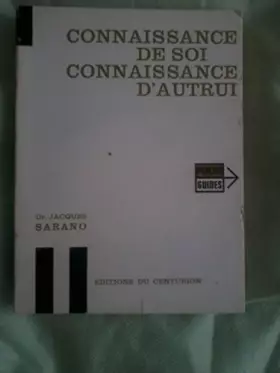 CONNAISSANCE
DE SOI
CONNAISSANCE
D'AUTRUI
GUIDES
Dr JACQUES
SARANO
EDITIONS DU CENTURION